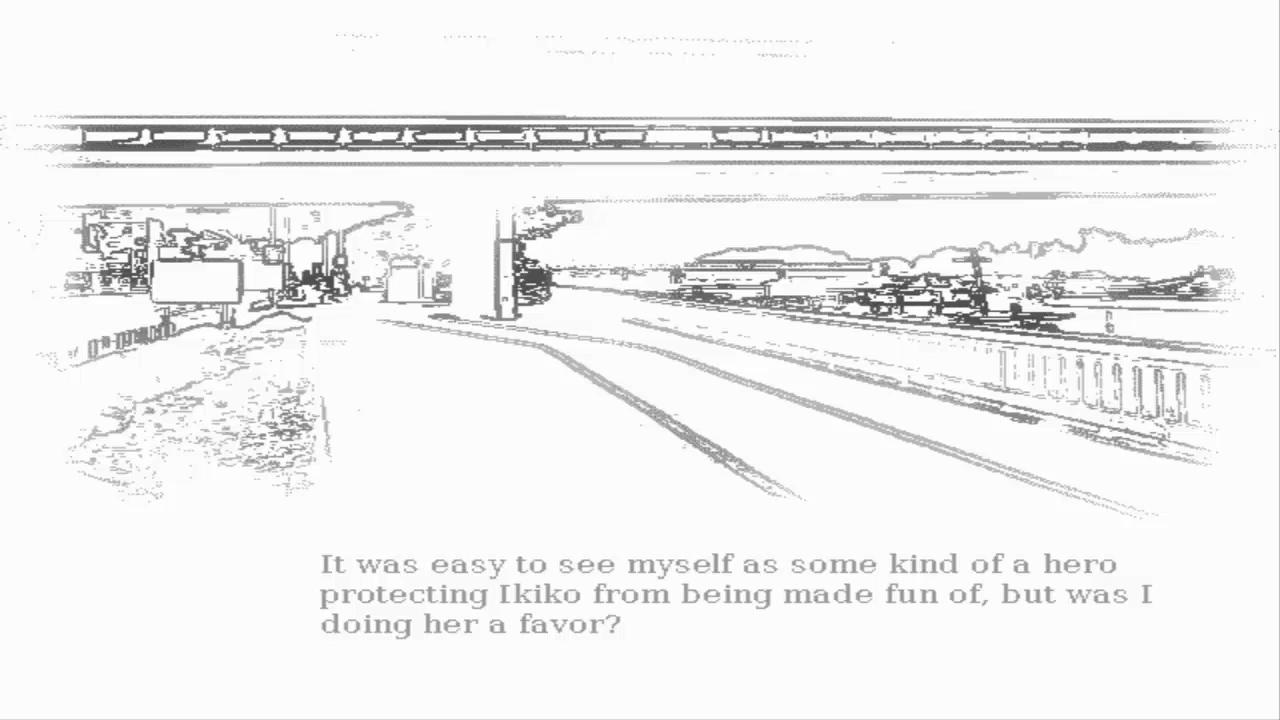 It was easy to see myself as some kind of a hero
protecting Ikiko from being made fun of, but was I
doing her a favor?